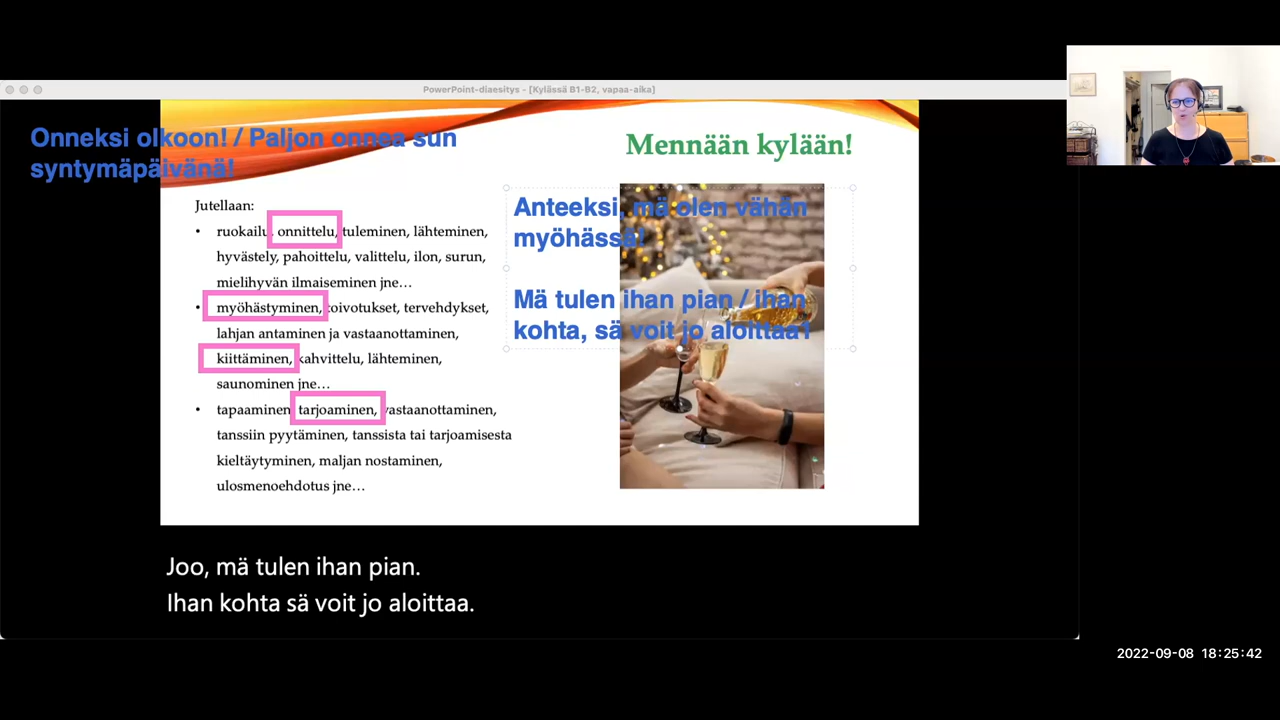 PowerPoint-diaesitys - [Kylässä B1-B2, vapaa-aika]
Onneksi olkoon! / Paljon onnea sun
syntymäpäivänä!
Mennään kylään!
Jutellaan:
• ruokailu, onnittelu, tuleminen, lähteminen,
hyvästely, pahoittelu, valittelu, ilon, surun,
mielihyvän ilmaiseminen jne…
• myöhästyminen, toivotukset, tervehdykset,
lahjan antaminen ja vastaanottaminen,
kiittäminen, kahvittelu, lähteminen,
saunominen jne…
• tapaaminen, tarjoaminen, vastaanottaminen,
tanssiin pyytäminen, tanssista tai tarjoamisesta
kieltäytyminen, maljan nostaminen,
ulosmenoehdotus jne…
Anteeksi, mä olen vähän
myöhässä!
Mä tulen ihan pian / ihan
kohta, sä voit jo aloittaa!
Joo, mä tulen ihan pian.
Ihan kohta sä voit jo aloittaa.
2022-09-08 18:25:42